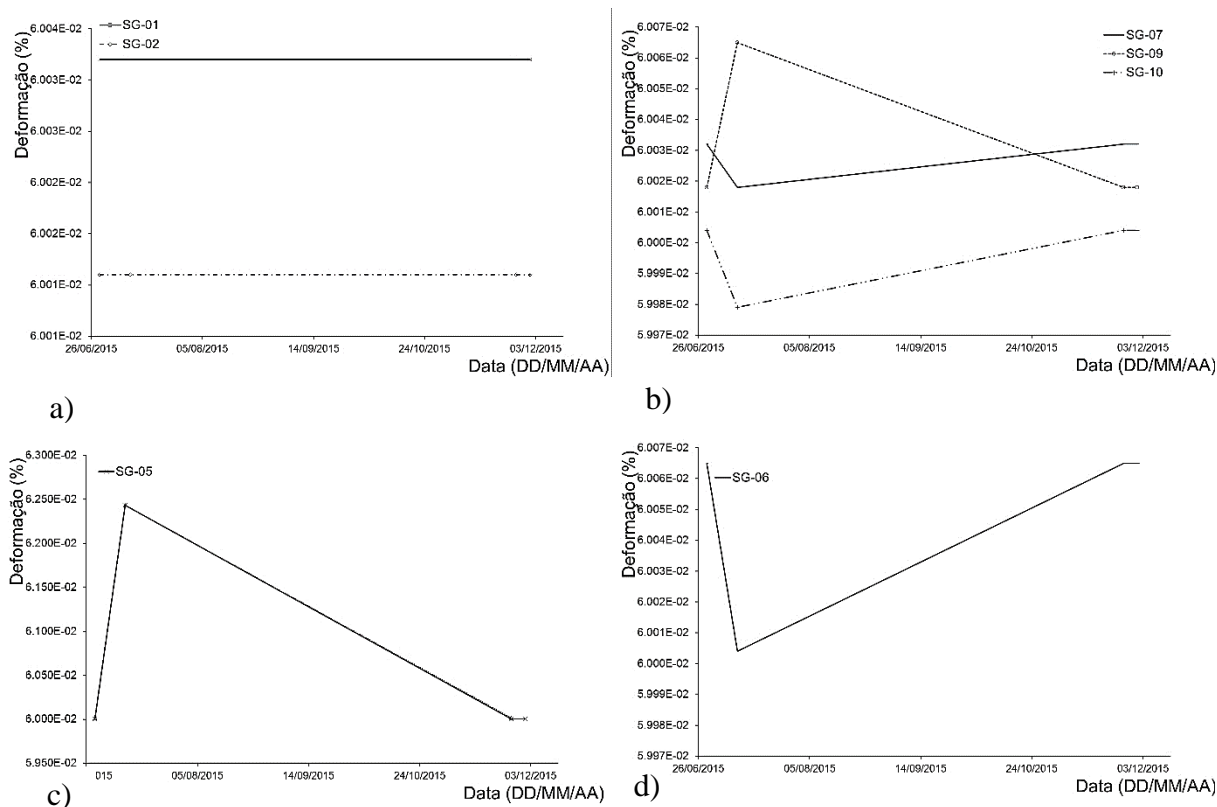 6.004E-02
6.003E-02
6.003E-02
6.002E-02
6.002E-02
6.001E-02
6.001E-02
Deformação (%)
SG-01
SG-02
26/06/2015 05/08/2015 14/09/2015 24/10/2015 03/12/2015
Data (DD/MM/AA)
a)
6.007E-02
6.006E-02
6.005E-02
6.004E-02
6.003E-02
6.002E-02
6.001E-02
6.000E-02
5.999E-02
5.998E-02
5.997E-02
Deformação (%)
SG-07
SG-09
SG-10
26/06/2015 05/08/2015 14/09/2015 24/10/2015 03/12/2015
Data (DD/MM/AA)
b)
6.300E-02
6.250E-02
6.200E-02
6.150E-02
6.100E-02
6.050E-02
6.000E-02
5.950E-02
Deformação (%)
SG-05
015 05/08/2015 14/09/2015 24/10/2015 03/12/2015
Data (DD/MM/AA)
c)
6.007E-02
6.006E-02
6.005E-02
6.004E-02
6.003E-02
6.002E-02
6.001E-02
6.000E-02
5.999E-02
5.998E-02
5.997E-02
Deformação (%)
SG-06
26/06/2015 05/08/2015 14/09/2015 24/10/2015 03/12/2015
Data (DD/MM/AA)
d)